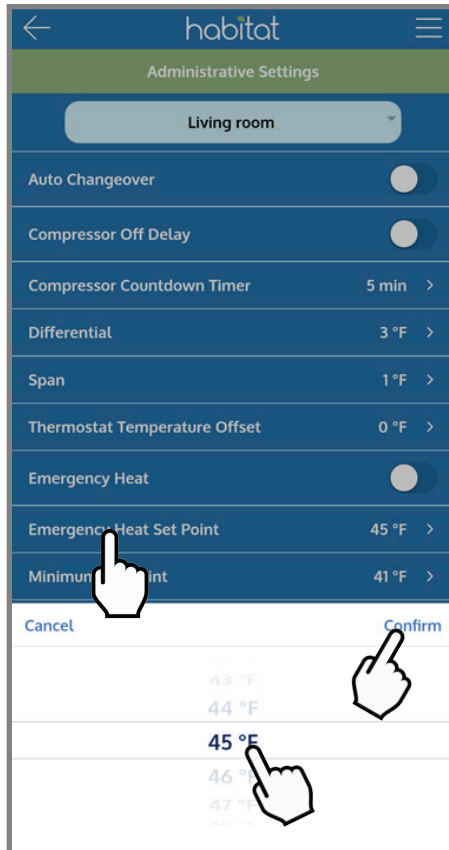 habitat
Administrative Settings
Living room
Auto Changeover
Compressor Off Delay
Compressor Countdown Timer 5 min >
Differential 3 °F >
Span 1 °F >
Thermostat Temperature Offset 0 °F >
Emergency Heat
Emergency Heat Set Point 45 °F >
Minimum int 41 °F >
Cancel Confirm
43 °F
44 °F
45 °F
46 °
47 °F